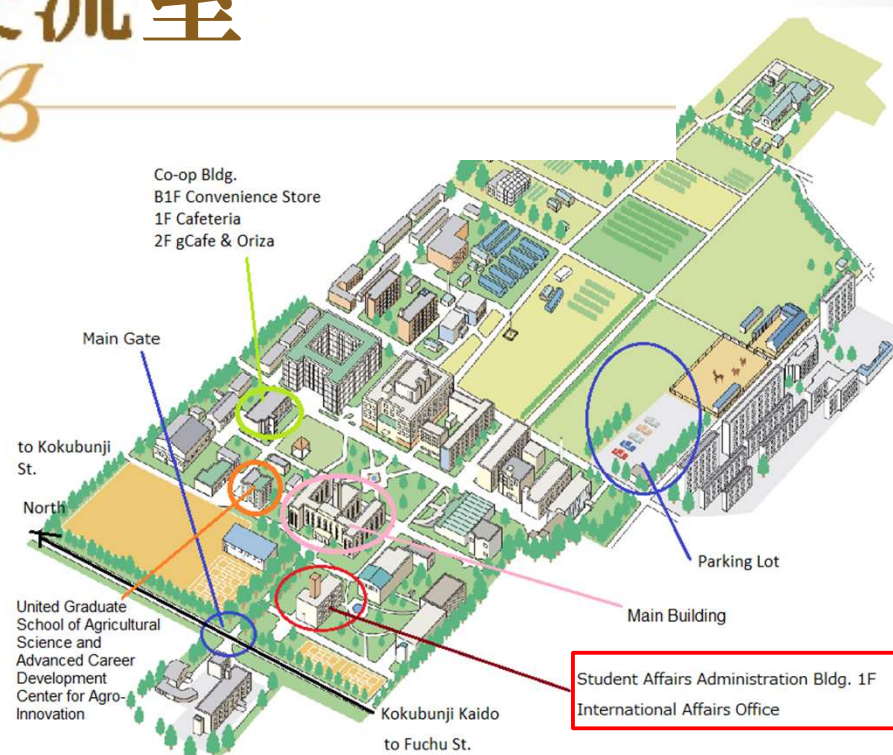 流室
Co-op Bldg.
B1F Convenience Store
1F Cafeteria
2F gCafe & Oriza
Main Gate
to Kokubunji
St.
North
United Graduate
School of Agricultural
Science and
Advanced Career
Development
Center for Agro-
Innovation
Parking Lot
Main Building
Student Affairs Administration Bldg. 1F
International Affairs Office
Kokubunji Kaido
to Fuchu St.